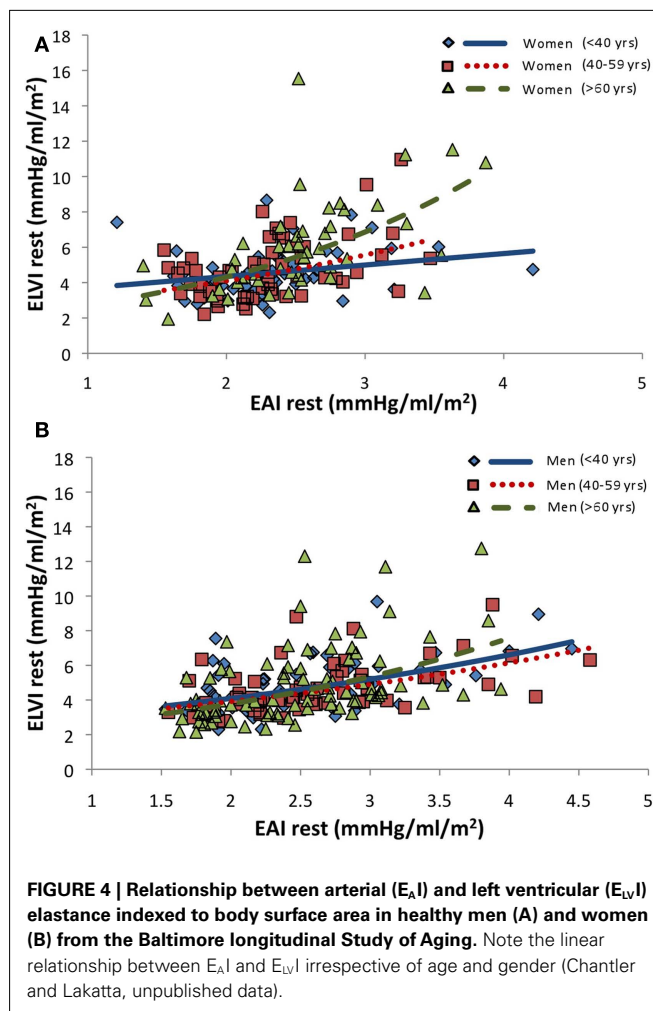 A
Women (<40 yrs)
Women (40-59 yrs)
Women (>60 yrs)
18
16
14
12
10
8
6
4
2
0
ELVI rest (mmHg/ml/m²)
1 2 3 4 5
EAI rest (mmHg/ml/m²)
B
Men (<40 yrs)
Men (40-59 yrs)
Men (>60 yrs)
18
16
14
12
10
8
6
4
2
0
ELVI rest (mmHg/ml/m²)
1 1.5 2 2.5 3 3.5 4 4.5 5
EAI rest (mmHg/ml/m²)
FIGURE 4 | Relationship between arterial (EAI) and left ventricular (ELVI)
elastance indexed to body surface area in healthy men (A) and women
(B) from the Baltimore longitudinal Study of Aging. Note the linear
relationship between EAI and ELVI irrespective of age and gender (Chantler
and Lakatta, unpublished data).